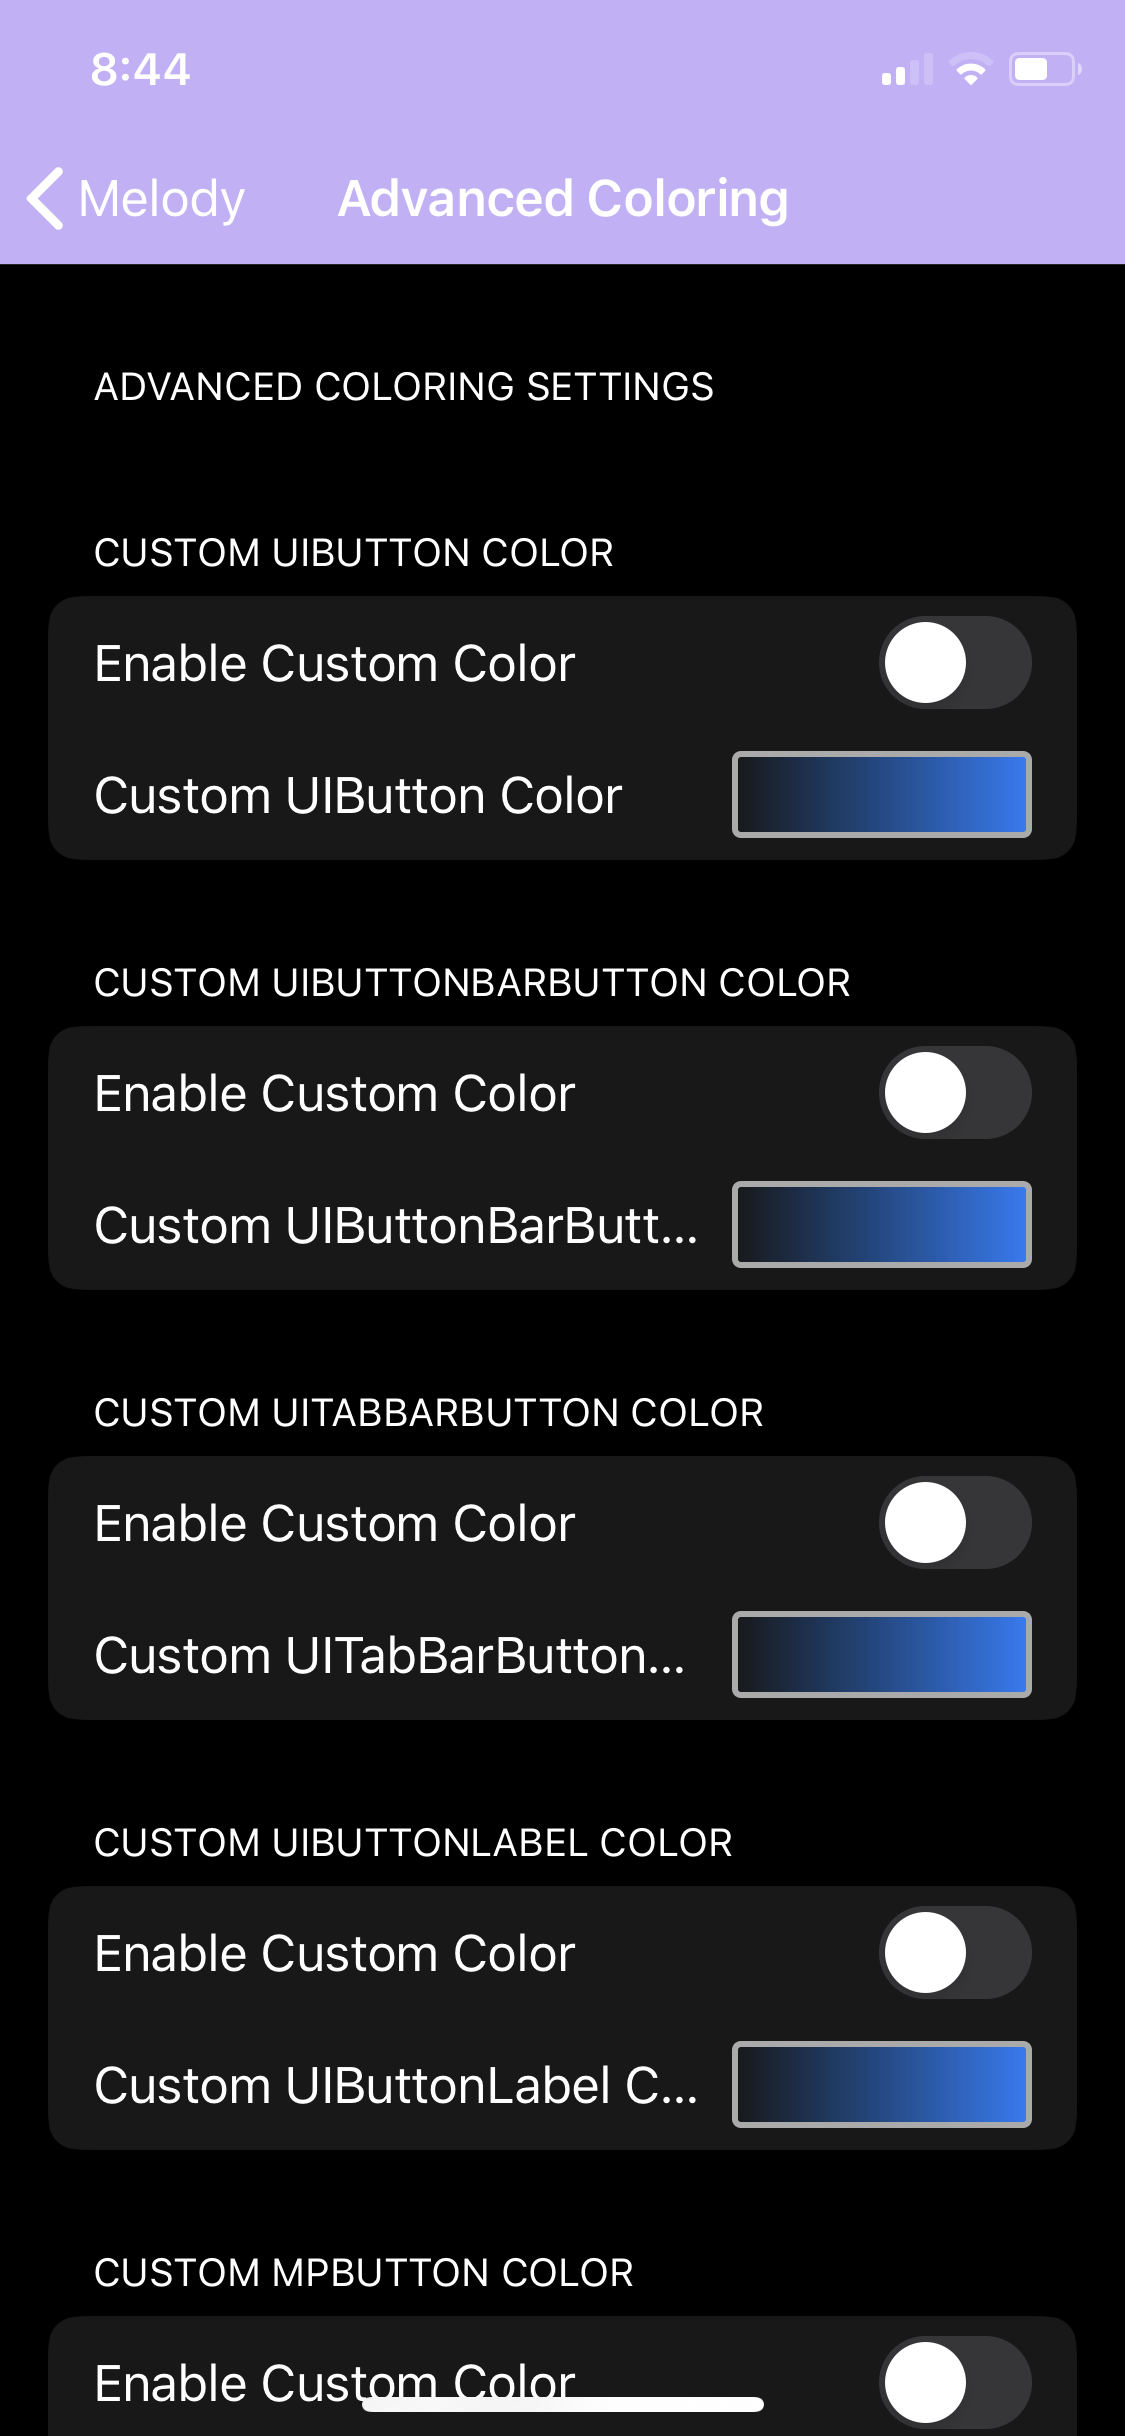 8:44
Melody
Advanced Coloring
ADVANCED COLORING SETTINGS
CUSTOM UIBUTTON COLOR
Enable Custom Color
Custom UIButton Color
CUSTOM UIBUTTONBARBUTTON COLOR
Enable Custom Color
Custom UIButtonBarButt...
CUSTOM UITABBARBUTTON COLOR
Enable Custom Color
Custom UITabBarButton...
CUSTOM UIBUTTONLABEL COLOR
Enable Custom Color
Custom UIButtonLabel C...
CUSTOM MPBUTTON COLOR
Enable Custom Color